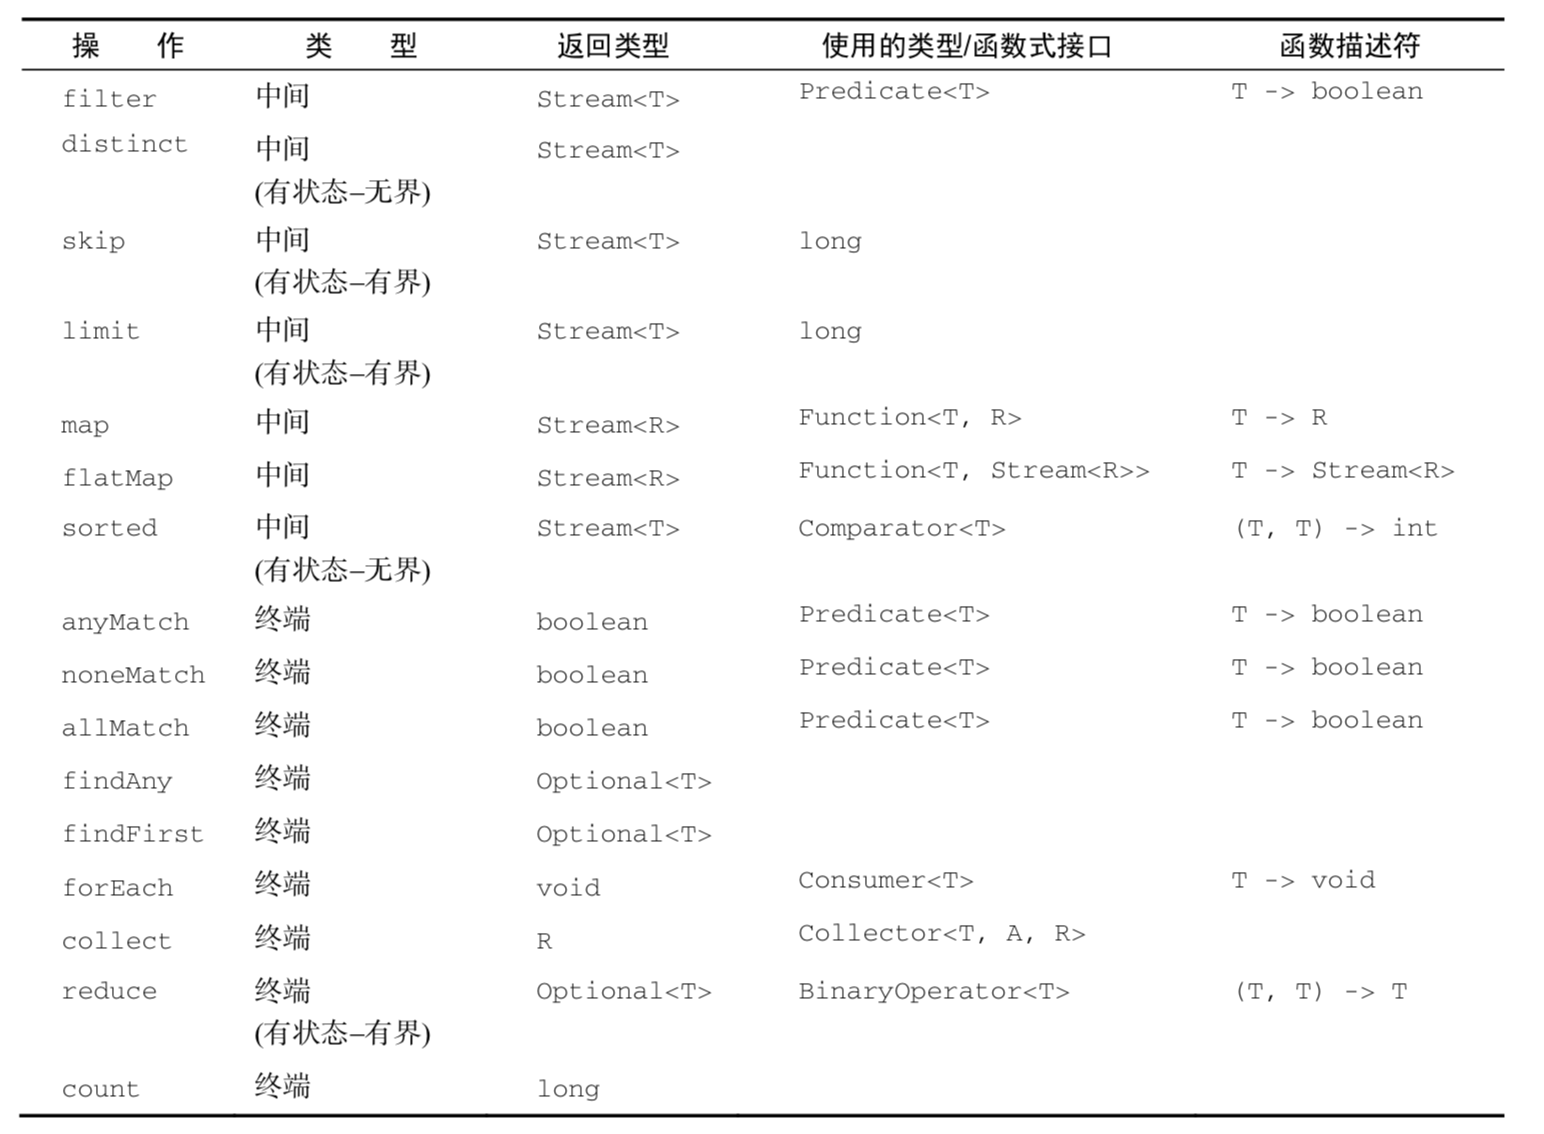 操 作 类 型 返回类型 使用的类型/函数式接口 函数描述符
filter 中间 Stream<T> Predicate<T> T -> boolean
distinct 中间 Stream<T>
(有状态–无界)
skip 中间 Stream<T> long
(有状态–有界)
limit 中间 Stream<T> long
(有状态–有界)
map 中间 Stream<R> Function<T, R> T -> R
flatMap 中间 Stream<R> Function<T, Stream<R>> T -> Stream<R>
sorted 中间 Stream<T> Comparator<T> (T, T) -> int
(有状态–无界)
anyMatch 终端 boolean Predicate<T> T -> boolean
noneMatch 终端 boolean Predicate<T> T -> boolean
allMatch 终端 boolean Predicate<T> T -> boolean
findAny 终端 Optional<T>
findFirst 终端 Optional<T>
forEach 终端 void Consumer<T> T -> void
collect 终端 R Collector<T, A, R>
reduce 终端 Optional<T> BinaryOperator<T> (T, T) -> T
(有状态–有界)
count 终端 long